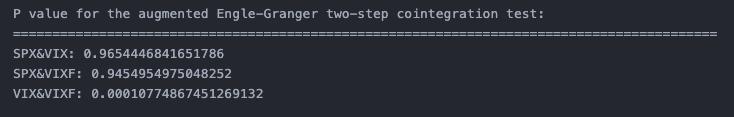 P value for the augmented Engle-Granger two-step cointegration test:
==========================================================================================
SPX&VIX: 0.9654446841651786
SPX&VIXF: 0.9454954975048252
VIX&VIXF: 0.00010774867451269132